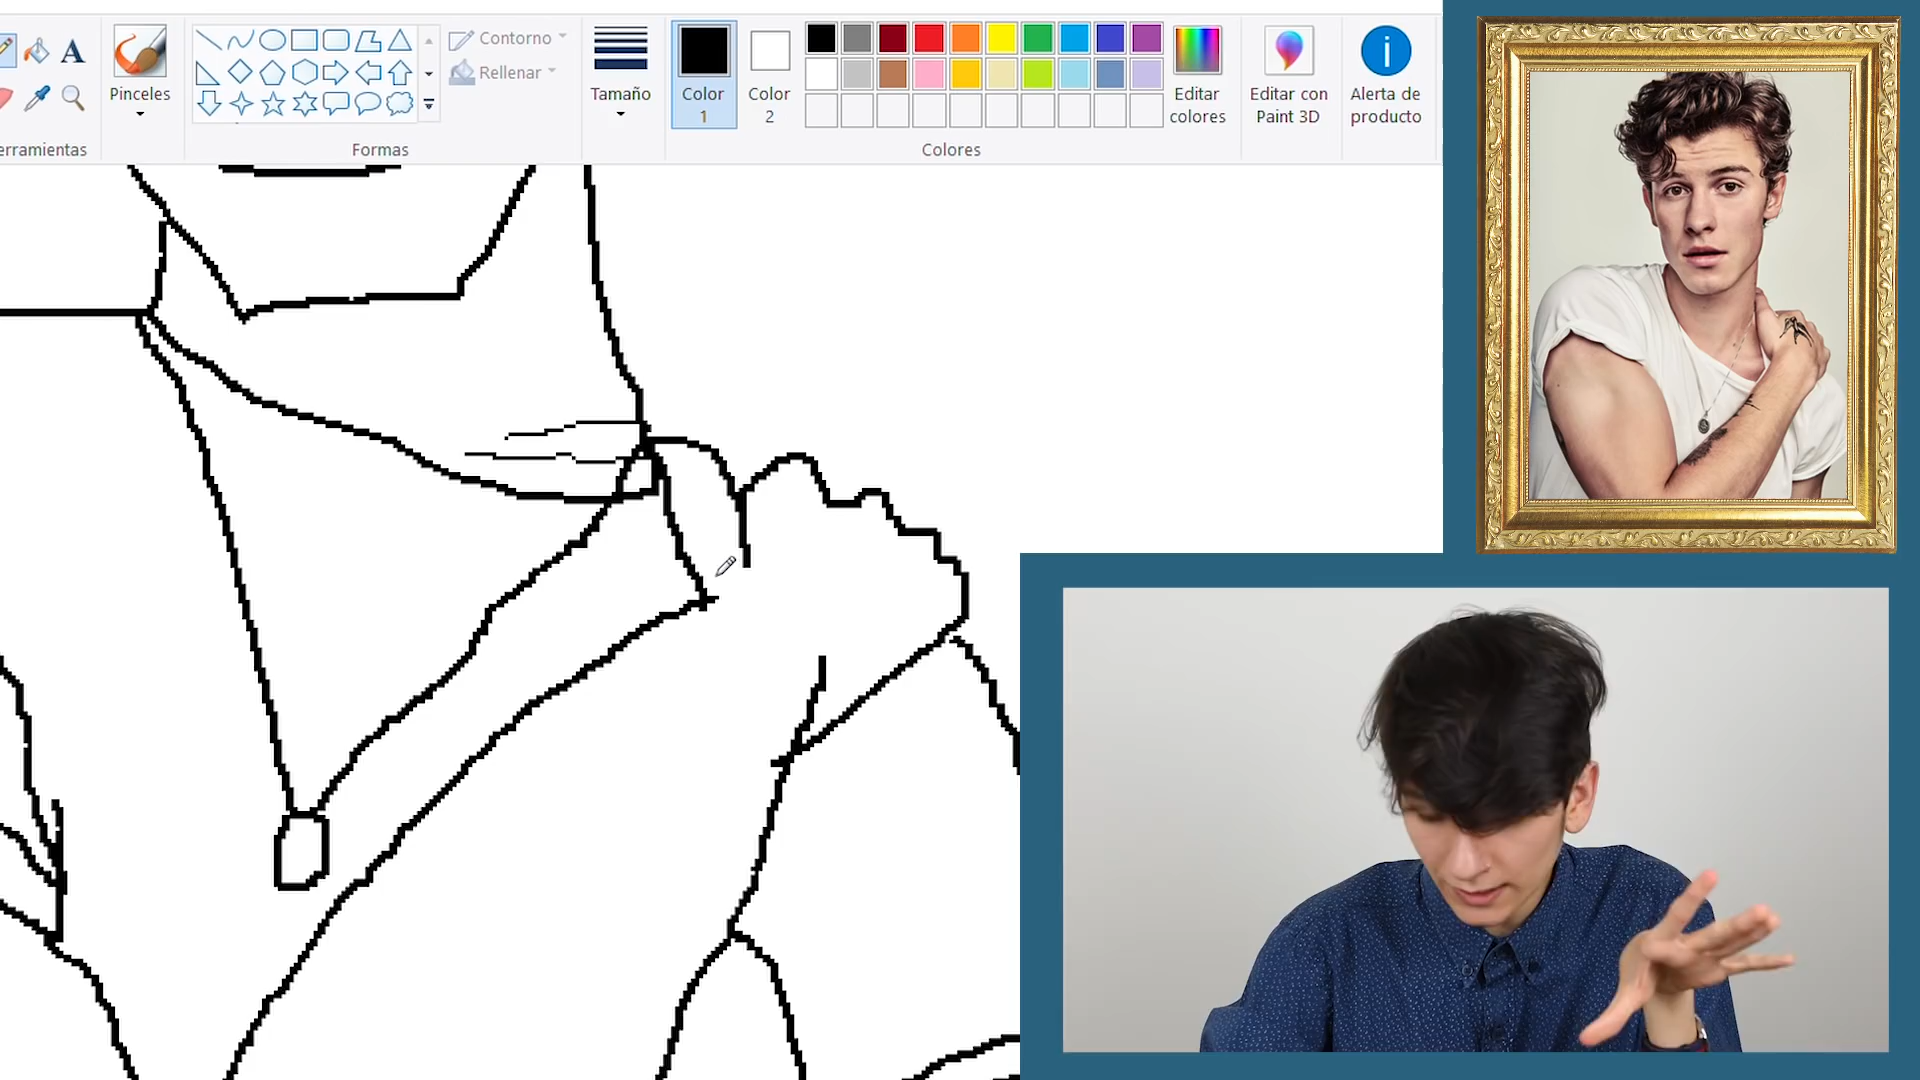 Contorno
Rellenar
Pinceles
Tamaño
Color
1
Color
2
Editar
colores
Editar con
Paint 3D
Alerta de
producto
erramientas
Formas
Colores